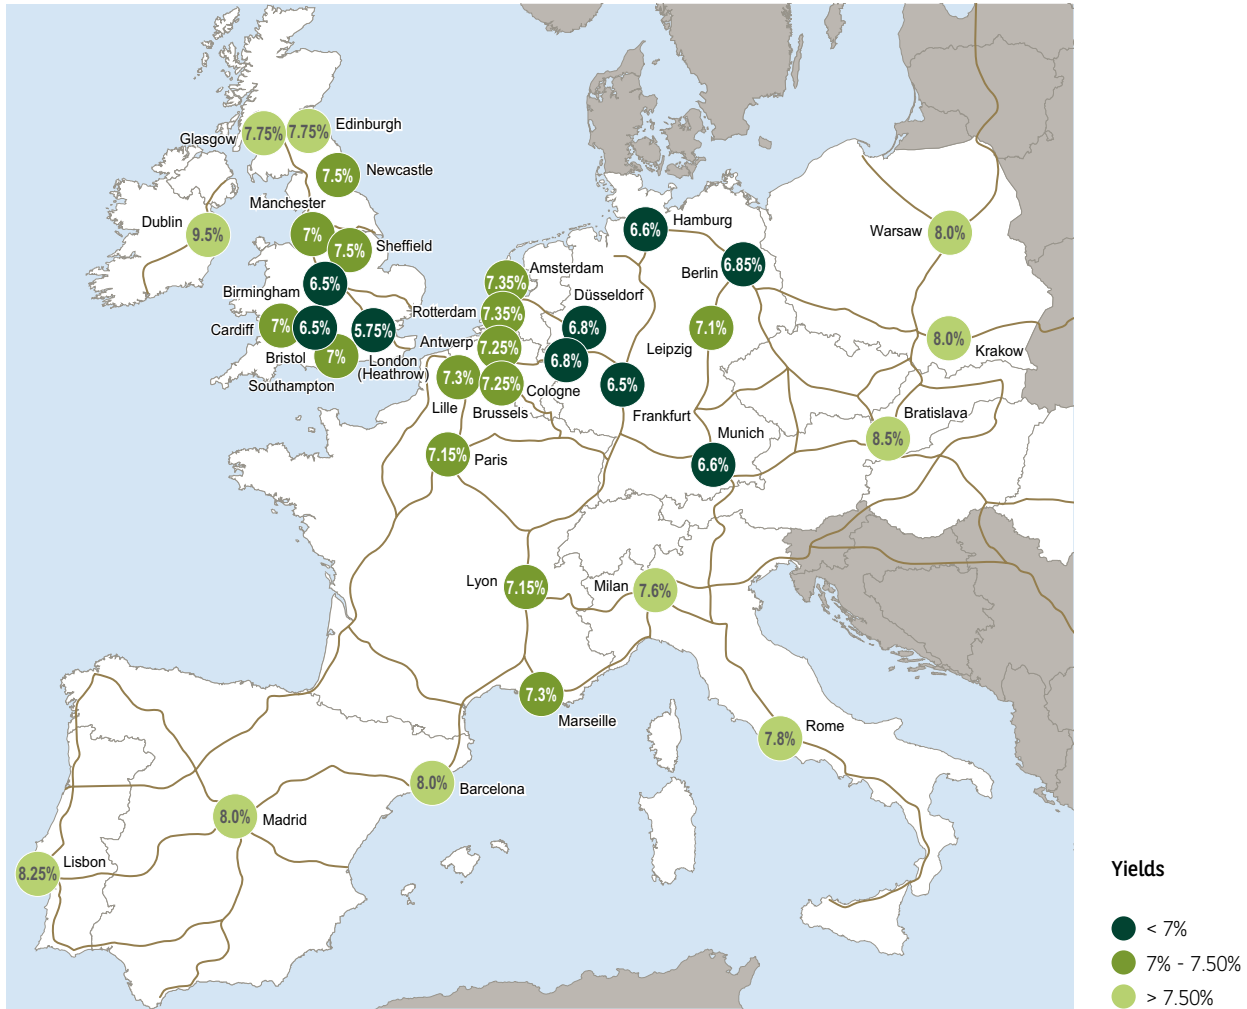 Glasgow
7.75%
7.75%
Edinburgh
7.5%
Newcastle
Manchester
Dublin
9.5%
7%
7.5%
Sheffield
6.6%
Hamburg
Warsaw
8.0%
Birmingham
6.5%
Amsterdam
7.35%
Berlin
6.85%
Düsseldorf
Rotterdam
7.35%
Cardiff
7%
6.5%
5.75%
6.8%
7.1%
Leipzig
8.0%
Krakow
Bristol
7%
London
(Heathrow)
Southampton
Antwerp
7.25%
6.8%
Cologne
7.3%
Lille
7.25%
Brussels
6.5%
Frankfurt
Bratislava
8.5%
Munich
6.6%
7.15%
Paris
Lyon
7.15%
Milan
7.6%
7.3%
Marseille
7.8%
Rome
8.0%
Barcelona
8.0%
Madrid
Lisbon
8.25%
Yields
< 7%
7% - 7.50%
> 7.50%